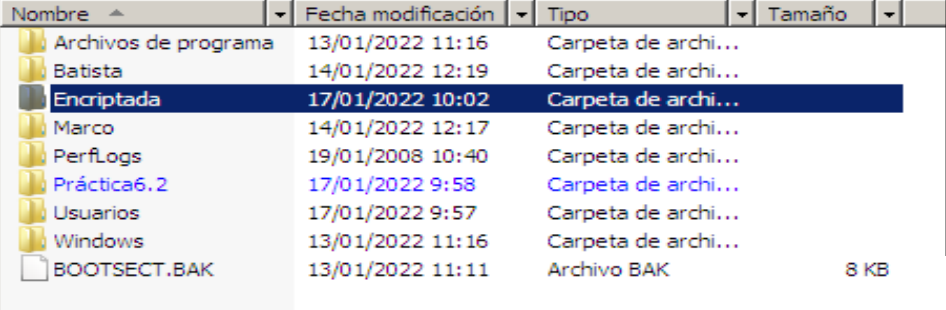 Nombre Fecha modificación Tipo Tamaño
Archivos de programa 13/01/2022 11:16 Carpeta de archi...
Batista 14/01/2022 12:19 Carpeta de archi...
Encriptada 17/01/2022 10:02 Carpeta de archi...
Marco 14/01/2022 12:17 Carpeta de archi...
PerfLogs 19/01/2008 10:40 Carpeta de archi...
Práctica6.2 17/01/2022 9:58 Carpeta de archi...
Usuarios 17/01/2022 9:57 Carpeta de archi...
Windows 13/01/2022 11:16 Carpeta de archi...
BOOTSECT.BAK 13/01/2022 11:11 Archivo BAK 8 KB